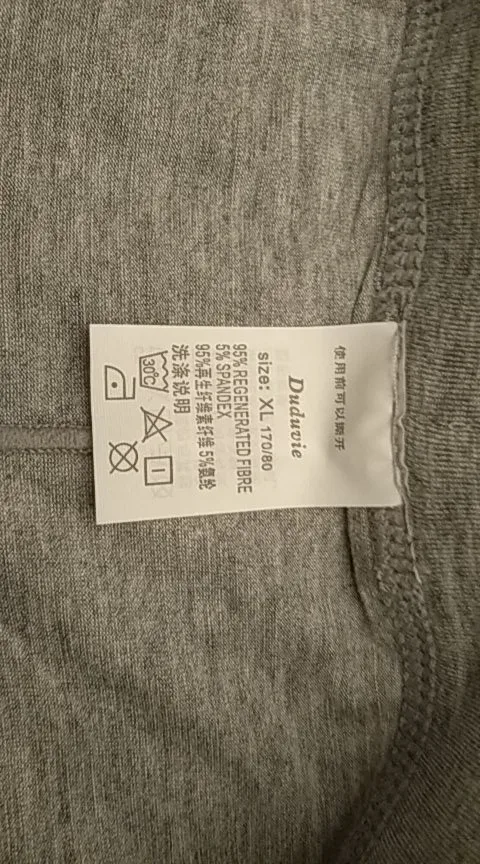 使用前可以撕开
Duduvie
size: XL 170/80
95% REGENERATED FIBRE
5% SPANDEX
95%再生纤维素纤维 5%氨纶
洗涤说明
30℃